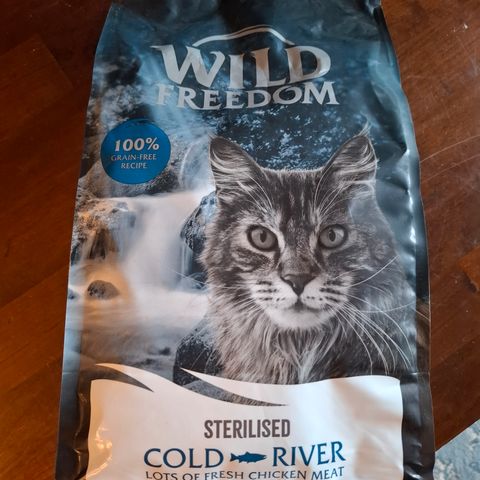 WILD
FREEDOM
100%
GRAIN-FREE
RECIPE
STERILISED
COLD RIVER
LOTS OF FRESH CHICKEN MEAT